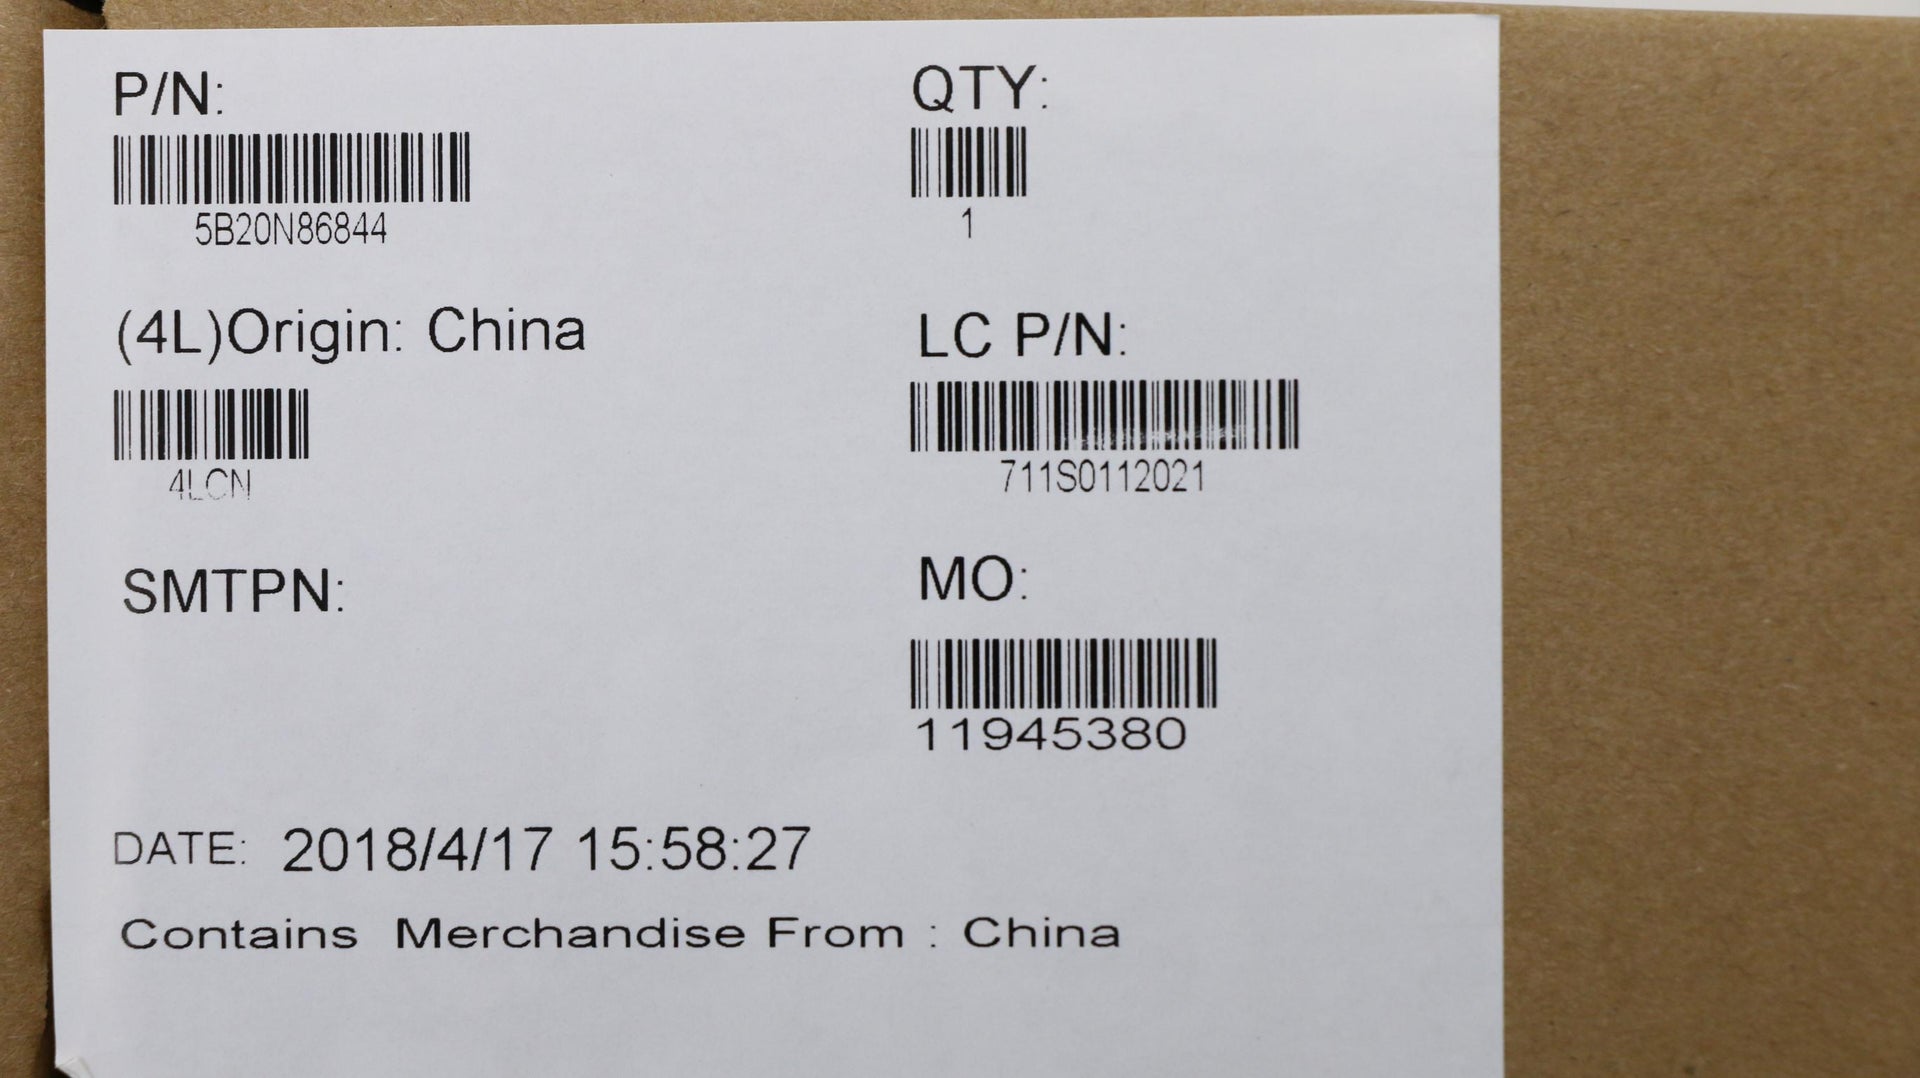 P/N:
5B20N86844
QTY:
1
(4L)Origin: China
4LCN
LC P/N:
711S0112021
SMTPN:
MO:
11945380
DATE: 2018/4/17 15:58:27
Contains Merchandise From : China